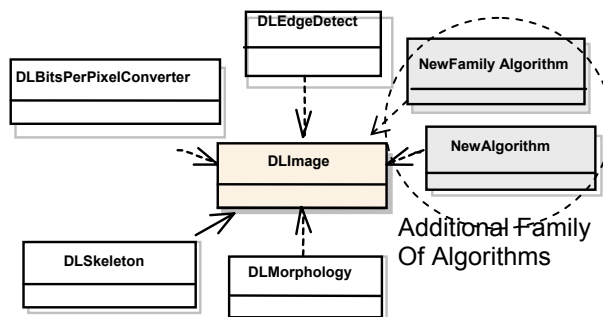 DLEdgeDetect
NewFamily Algorithm
DLBitsPerPixelConverter
NewAlgorithm
DLImage
Additional Family
Of Algorithms
DLSkeleton
DLMorphology